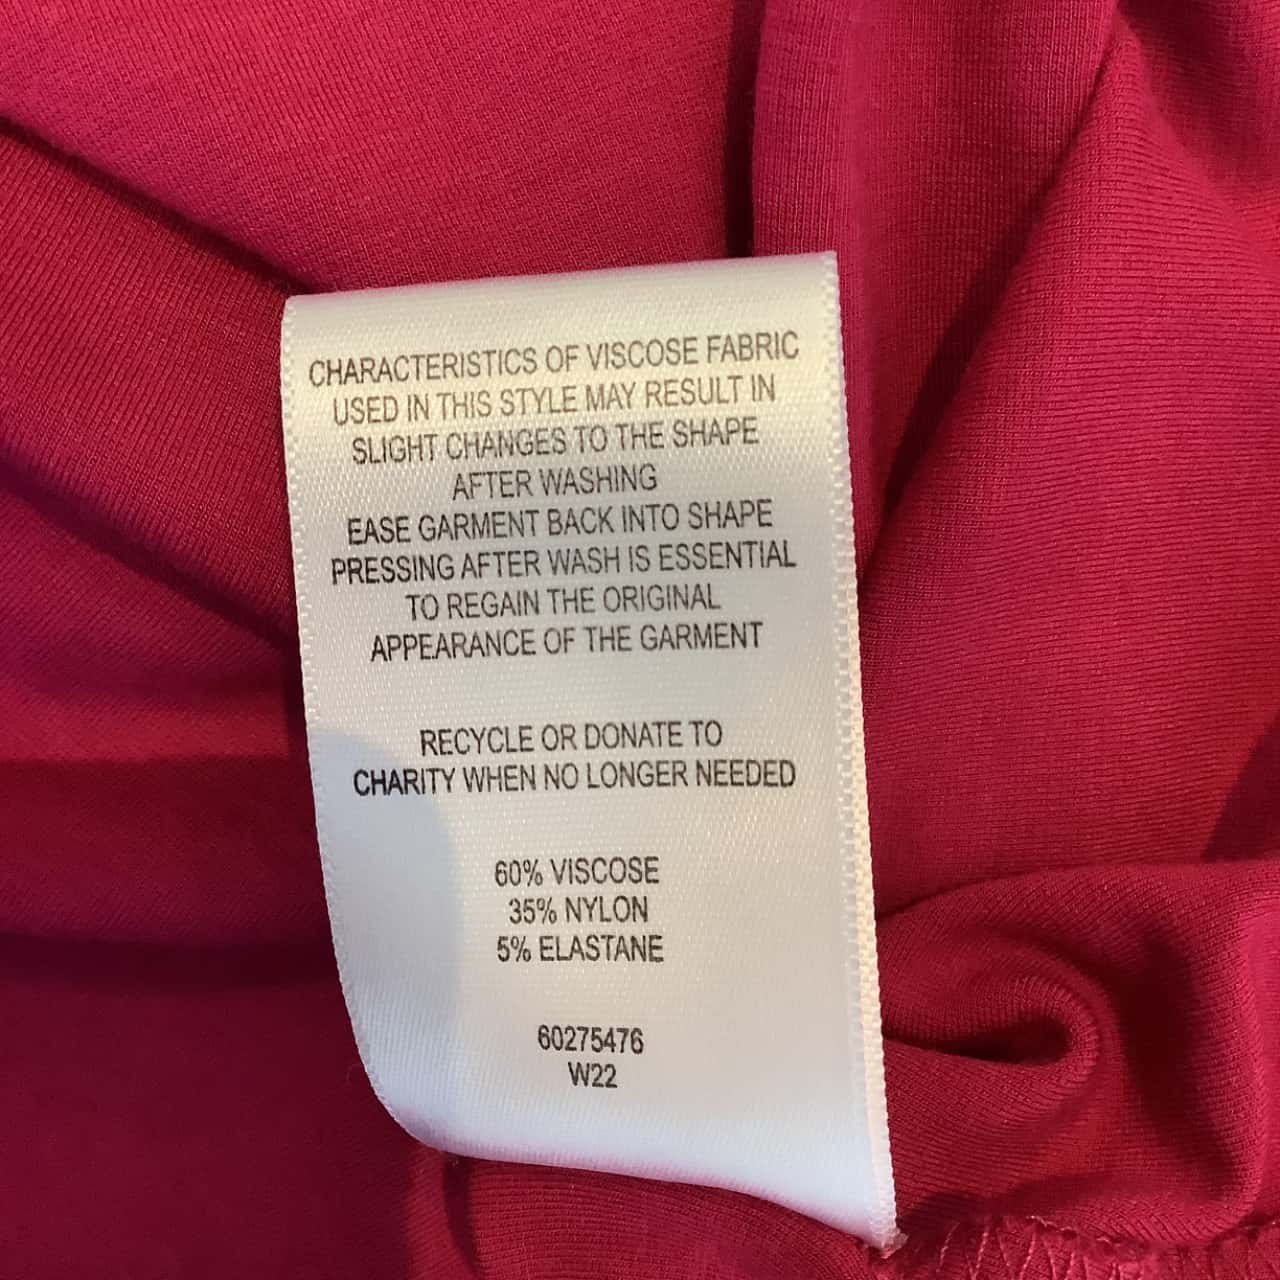 CHARACTERISTICS OF VISCOSE FABRIC
USED IN THIS STYLE MAY RESULT IN
SLIGHT CHANGES TO THE SHAPE
AFTER WASHING
EASE GARMENT BACK INTO SHAPE
PRESSING AFTER WASH IS ESSENTIAL
TO REGAIN THE ORIGINAL
APPEARANCE OF THE GARMENT
RECYCLE OR DONATE TO
CHARITY WHEN NO LONGER NEEDED
60% VISCOSE
35% NYLON
5% ELASTANE
60275476
W22